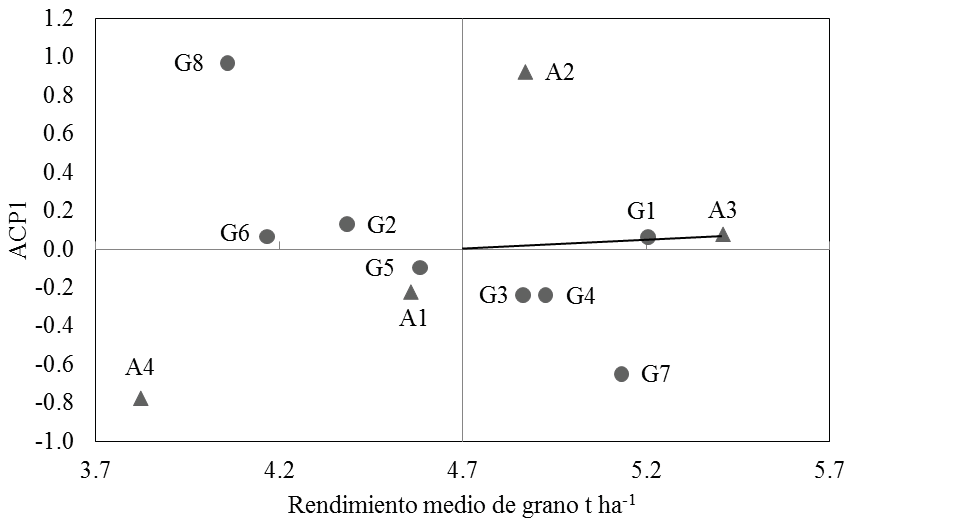 1.2
1.0
G8
A2
0.8
0.6
0.4
0.2
G1
A3
G6
G2
ACP1
0.0
G5
-0.2
G3
G4
A1
-0.4
A4
-0.6
G7
-0.8
-1.0
3.7 4.2 4.7 5.2 5.7
Rendimiento medio de grano t ha-1